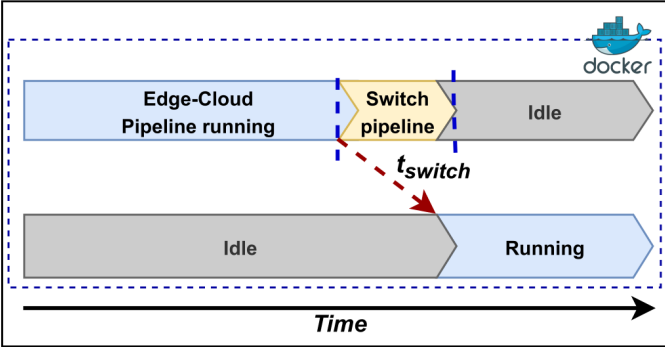 docker
Edge-Cloud
Pipeline running
Switch
pipeline
Idle
tswitch
Idle
Running
Time